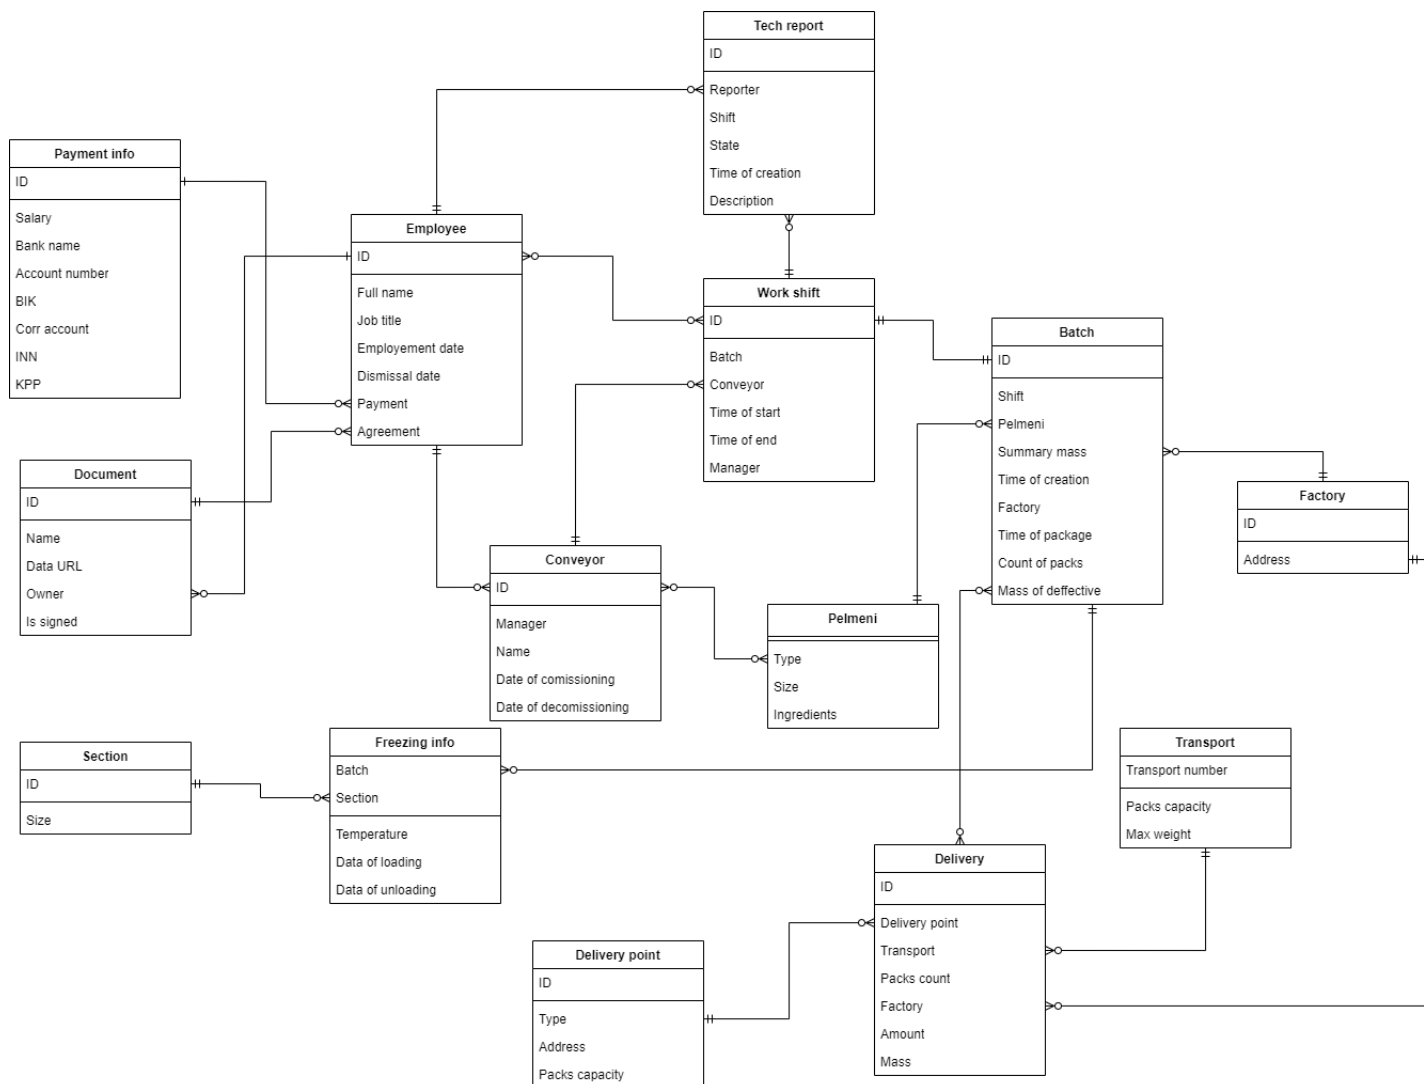 Tech report
ID
Reporter
Shift
State
Time of creation
Description
Payment info
ID
Salary
Bank name
Account number
BIK
Corr account
INN
KPP
Employee
ID
Full name
Job title
Employement date
Dismissal date
Payment
Agreement
Work shift
ID
Batch
Conveyor
Time of start
Time of end
Manager
Batch
ID
Shift
Pelmeni
Summary mass
Time of creation
Factory
Time of package
Count of packs
Mass of deffective
Factory
ID
Address
Document
ID
Name
Data URL
Owner
Is signed
Conveyor
ID
Manager
Name
Date of comissioning
Date of decomissioning
Pelmeni
Type
Size
Ingredients
Section
ID
Size
Freezing info
Batch
Section
Temperature
Data of loading
Data of unloading
Transport
Transport number
Packs capacity
Max weight
Delivery
ID
Delivery point
Transport
Packs count
Factory
Amount
Mass
Delivery point
ID
Type
Address
Packs capacity